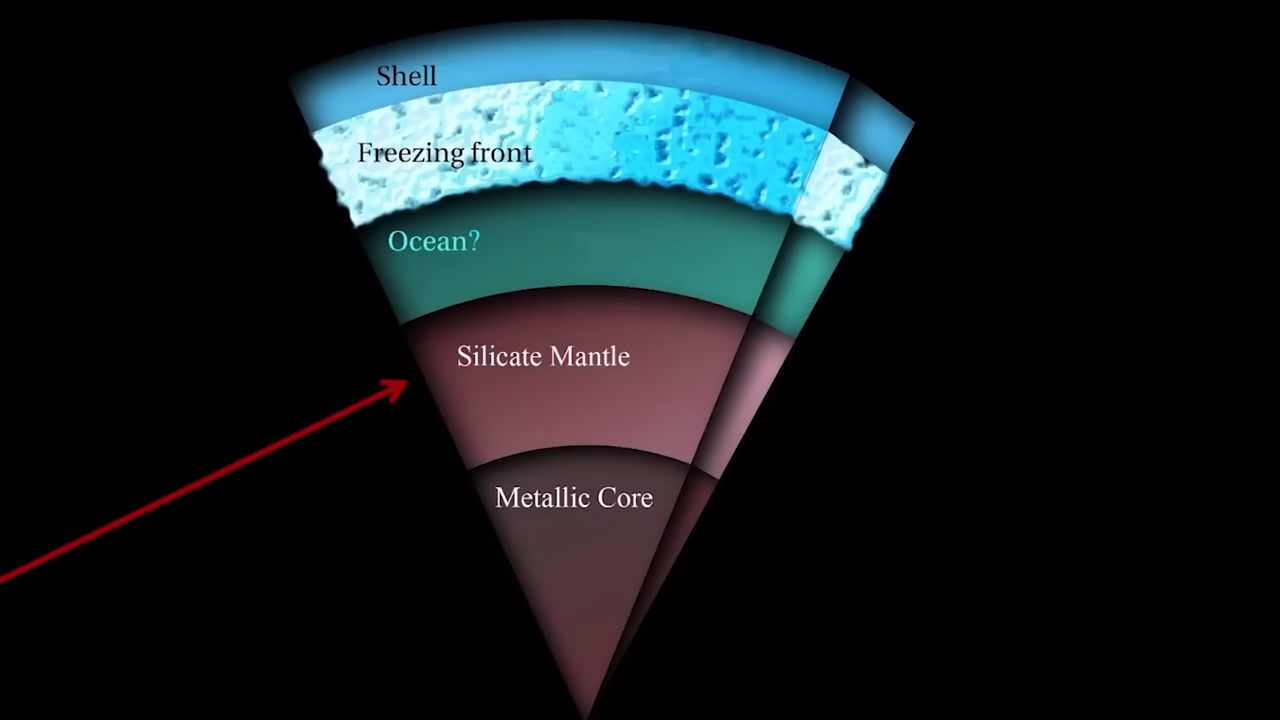 Shell
Freezing front
Ocean?
Silicate Mantle
Metallic Core